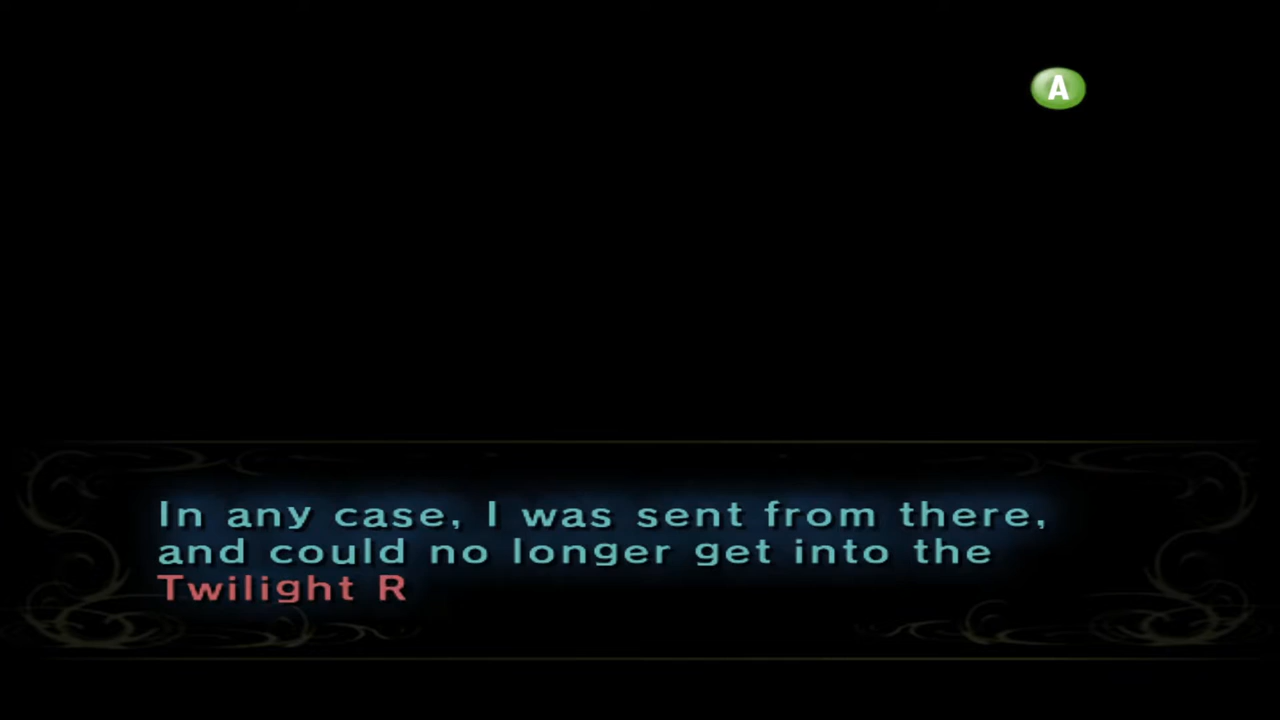 A
In any case, I was sent from there,
and could no longer get into the
Twilight R